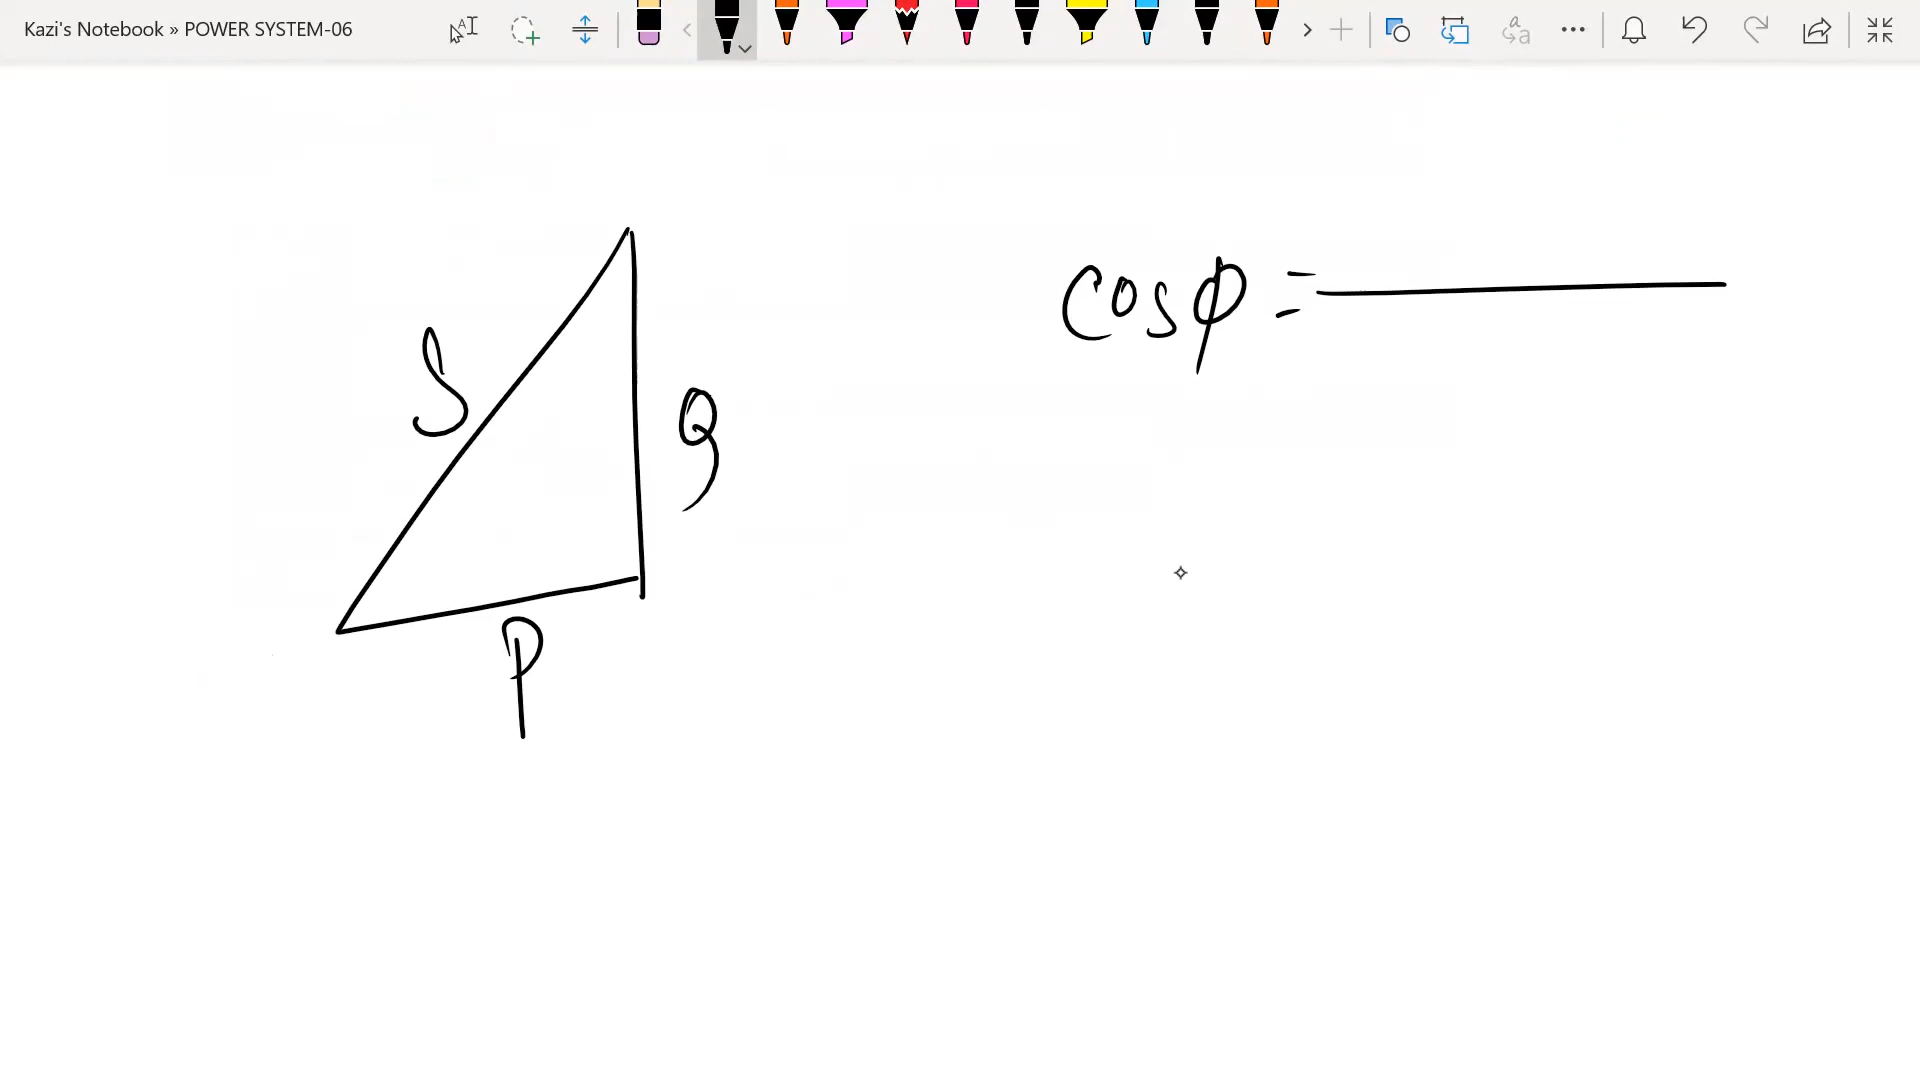 Kazi's Notebook » POWER SYSTEM-06
S
Q
P
cosϕ =